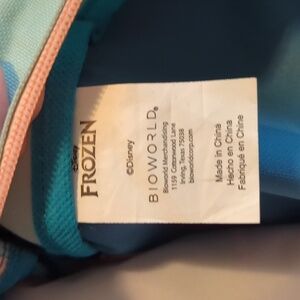 Disney
FROZEN
©Disney
BIOWORLD®
Bioworld Merchandising
1159 Cottonwood Lane
Irving, Texas 75038
bioworldcorp.com
Made in China
Hecho en China
Fabriqué en Chine